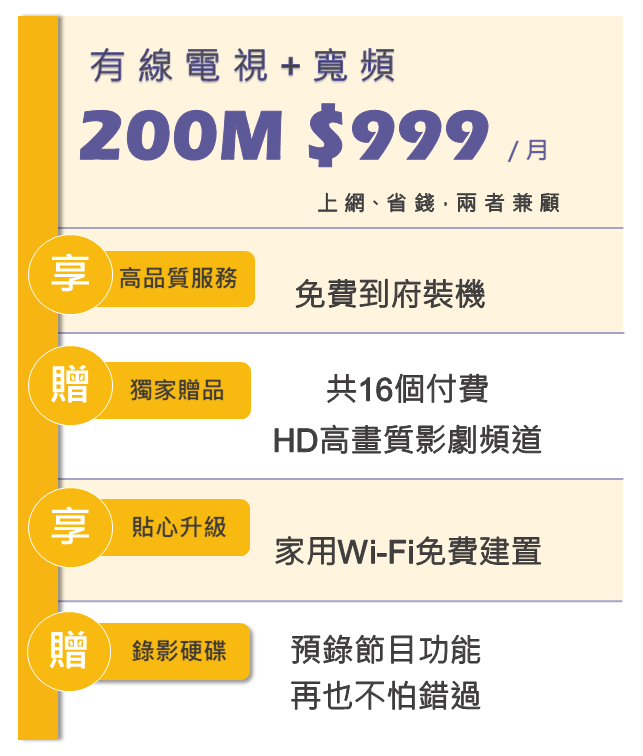 有線電視+寬頻
200M $999 /月
上網、省錢，兩者兼顧
享 高品質服務
免費到府裝機
贈 獨家贈品
共16個付費
HD高畫質影劇頻道
享 貼心升級
家用Wi-Fi免費建置
贈 錄影硬碟
預錄節目功能
再也不怕錯過